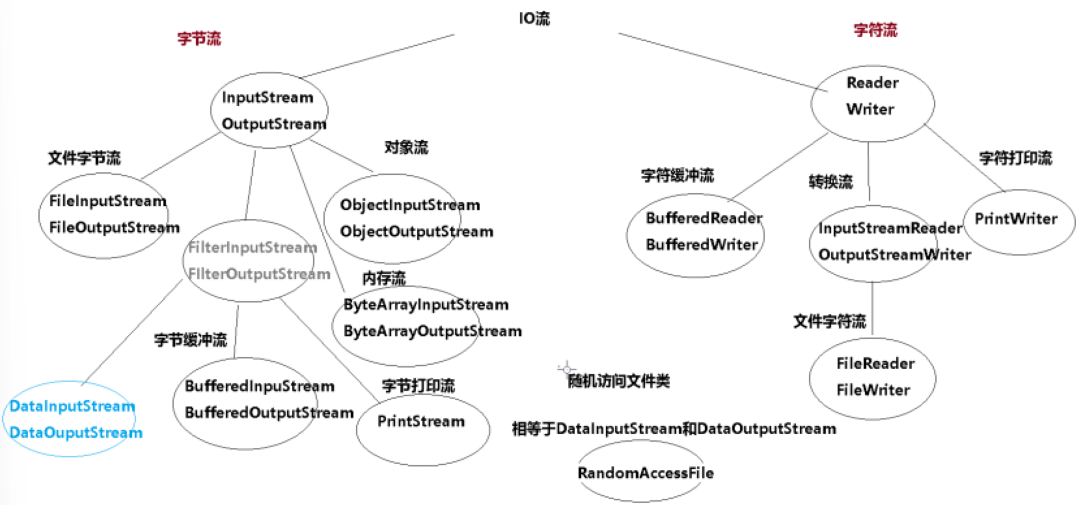 IO流
字节流
字符流
InputStream
OutputStream
Reader
Writer
文件字节流
对象流
字符缓冲流
转换流
字符打印流
FileInputStream
FileOutputStream
ObjectInputStream
ObjectOutputStream
BufferedReader
BufferedWriter
InputStreamReader
OutputStreamWriter
PrintWriter
FilterInputStream
FIlterOutputStream
内存流
ByteArrayInputStream
ByteArrayOutputStream
文件字符流
字节缓冲流
字节打印流
FileReader
FileWriter
DataInputStream
DataOuputStream
BufferedInpuStream
BufferedOutputStream
PrintStream
随机访问文件类
相等于DataInputStream和DataOutputStream
RandomAccessFile